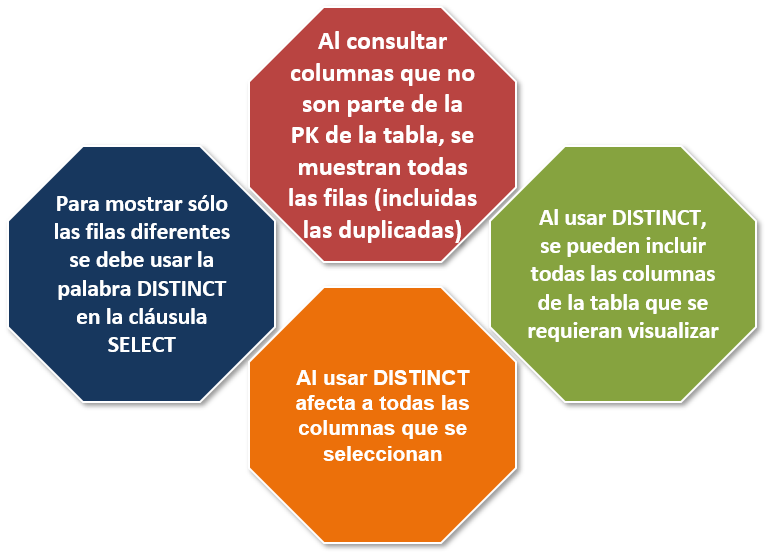 Al consultar
columnas que no
son parte de la
PK de la tabla, se
muestran todas
las filas (incluidas
las duplicadas)
Para mostrar sólo
las filas diferentes
se debe usar la
palabra DISTINCT
en la cláusula
SELECT
Al usar DISTINCT,
se pueden incluir
todas las columnas
de la tabla que se
requieran visualizar
Al usar DISTINCT
afecta a todas las
columnas que se
seleccionan